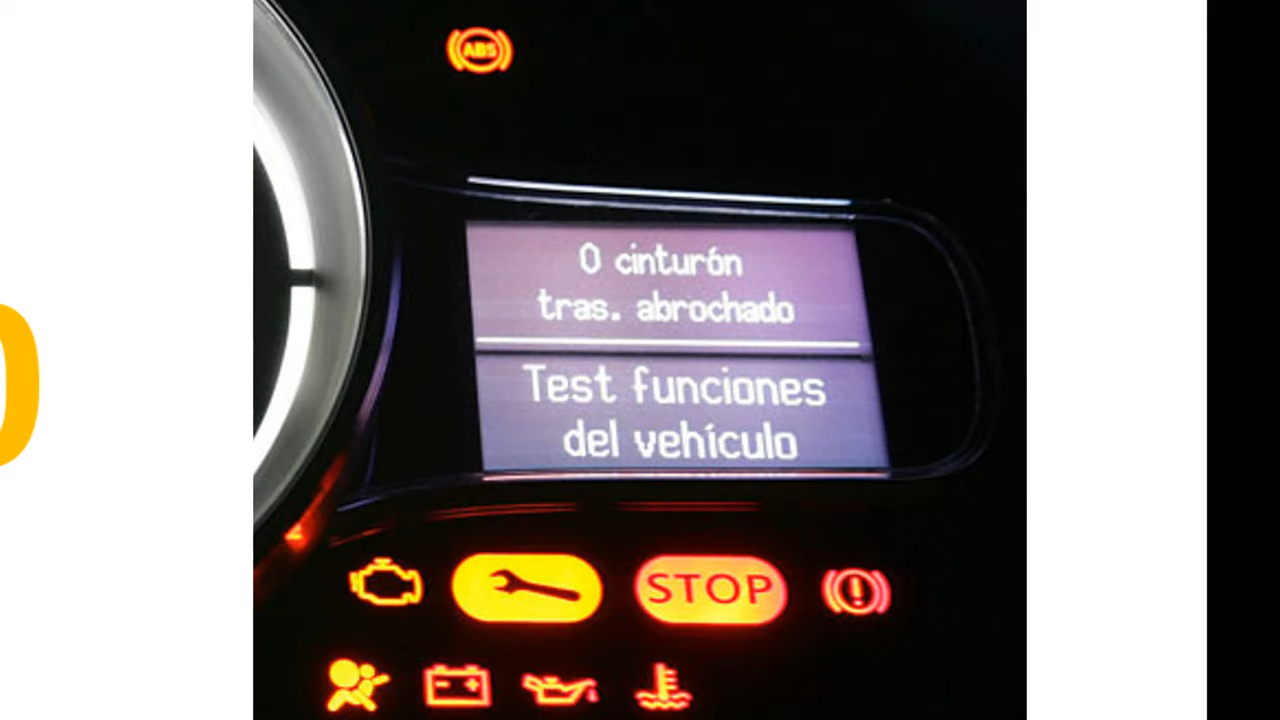 ABS
0 cinturón
tras. abrochado
Test funciones
del vehículo
STOP